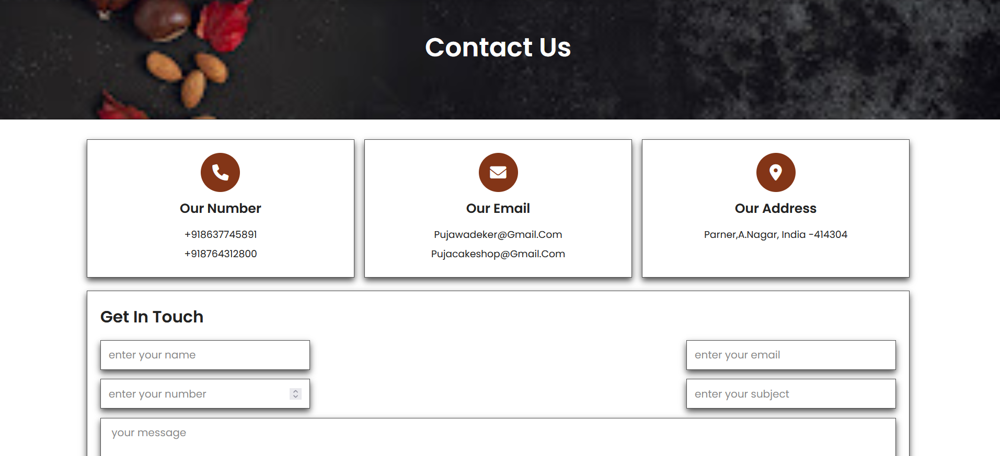 Contact Us
Our Number
+918637745891
+918764312800
Our Email
Pujawadeker@Gmail.Com
Pujacakeshop@Gmail.Com
Our Address
Parner,A.Nagar, India -414304
Get In Touch
enter your name
enter your email
enter your number
enter your subject
your message